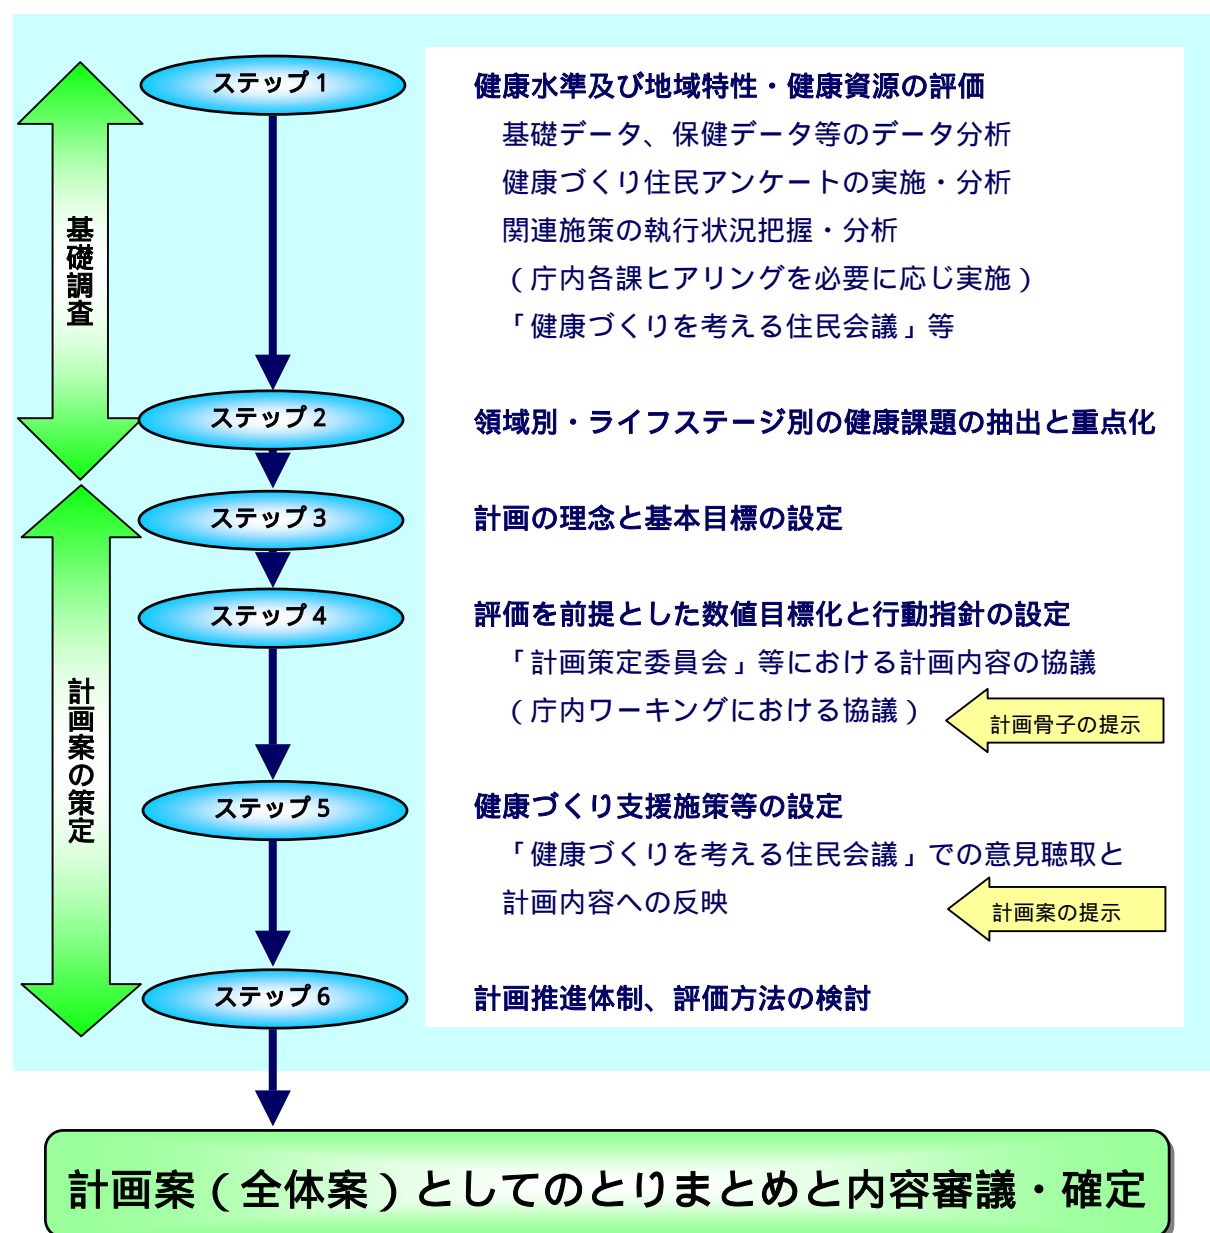 ステップ１
健康水準及び地域特性・健康資源の評価
基礎データ、保健データ等のデータ分析
健康づくり住民アンケートの実施・分析
関連施策の執行状況把握・分析
（庁内各課ヒアリングを必要に応じ実施）
「健康づくりを考える住民会議」等
基礎調査
ステップ２
領域別・ライフステージ別の健康課題の抽出と重点化
ステップ３
計画の理念と基本目標の設定
ステップ４
評価を前提とした数値目標化と行動指針の設定
「計画策定委員会」等における計画内容の協議
（庁内ワーキングにおける協議）
計画骨子の提示
計画案の策定
ステップ５
健康づくり支援施策等の設定
「健康づくりを考える住民会議」での意見聴取と
計画内容への反映
計画案の提示
ステップ６
計画推進体制、評価方法の検討
計画案（全体案）としてのとりまとめと内容審議・確定